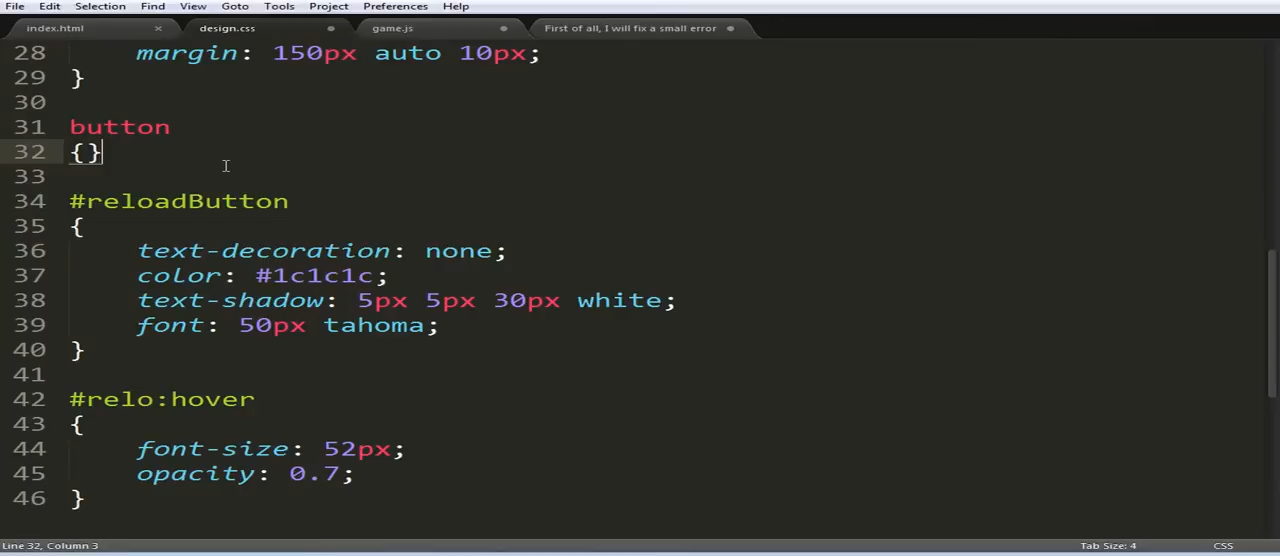 File Edit Selection Find View Goto Tools Project Preferences Help
index.html × design.css game.js First of all, I will fix a small error
28 margin: 150px auto 10px;
29 }
30
31 button
32 {}
33
34 #reloadButton
35 {
36 text-decoration: none;
37 color: #1c1c1c;
38 text-shadow: 5px 5px 30px white;
39 font: 50px tahoma;
40 }
41
42 #relo:hover
43 {
44 font-size: 52px;
45 opacity: 0.7;
46 }
Line 32, Column 3 Tab Size: 4 CSS